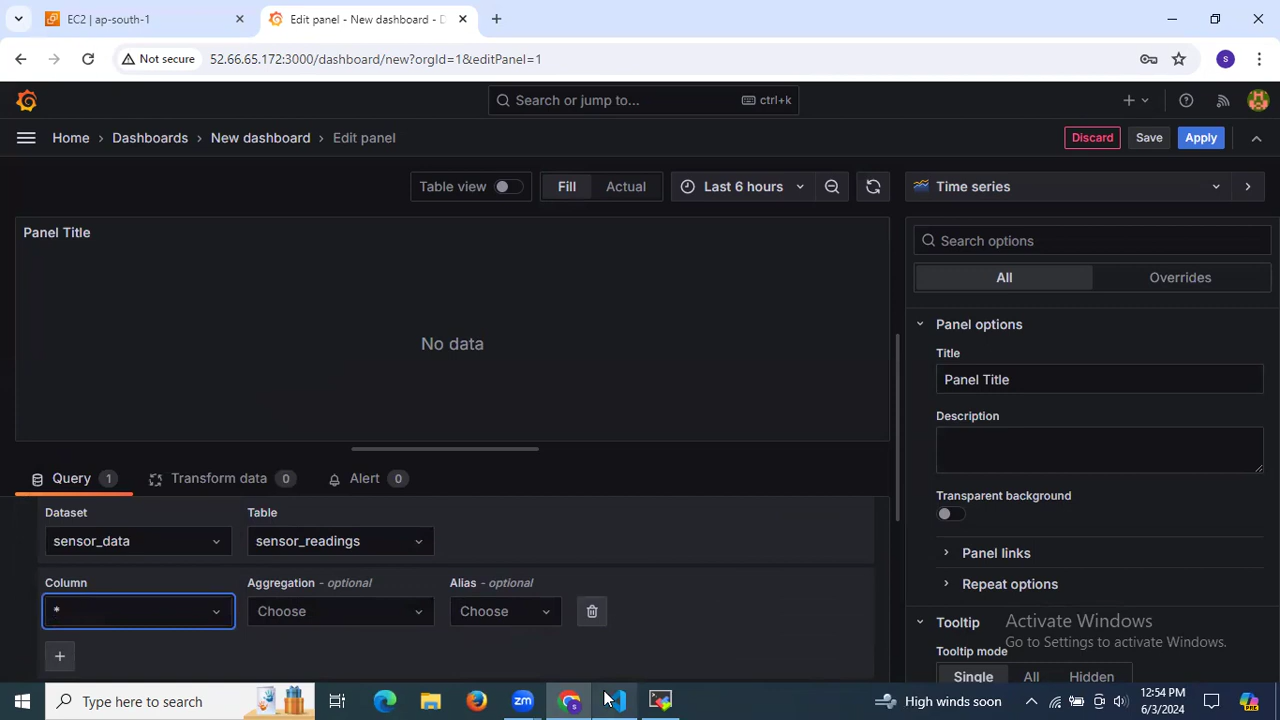 EC2 | ap-south-1
Edit panel - New dashboard - D
Not secure
52.66.65.172:3000/dashboard/new?orgId=1&editPanel=1
s
Search or jump to...
ctrl+k
Home > Dashboards > New dashboard > Edit panel
Discard
Save
Apply
Table view
Fill
Actual
Last 6 hours
Time series
Panel Title
No data
Search options
All
Overrides
Panel options
Title
Panel Title
Description
Transparent background
Panel links
Repeat options
Tooltip
Tooltip mode
Single
All
Hidden
Query 1
Transform data 0
Alert 0
Dataset
Table
sensor_data
sensor_readings
Column
Aggregation - optional
Alias - optional
*
Choose
Choose
Activate Windows
Go to Settings to activate Windows.
Type here to search
zm
High winds soon
12:54 PM
6/3/2024
PRE